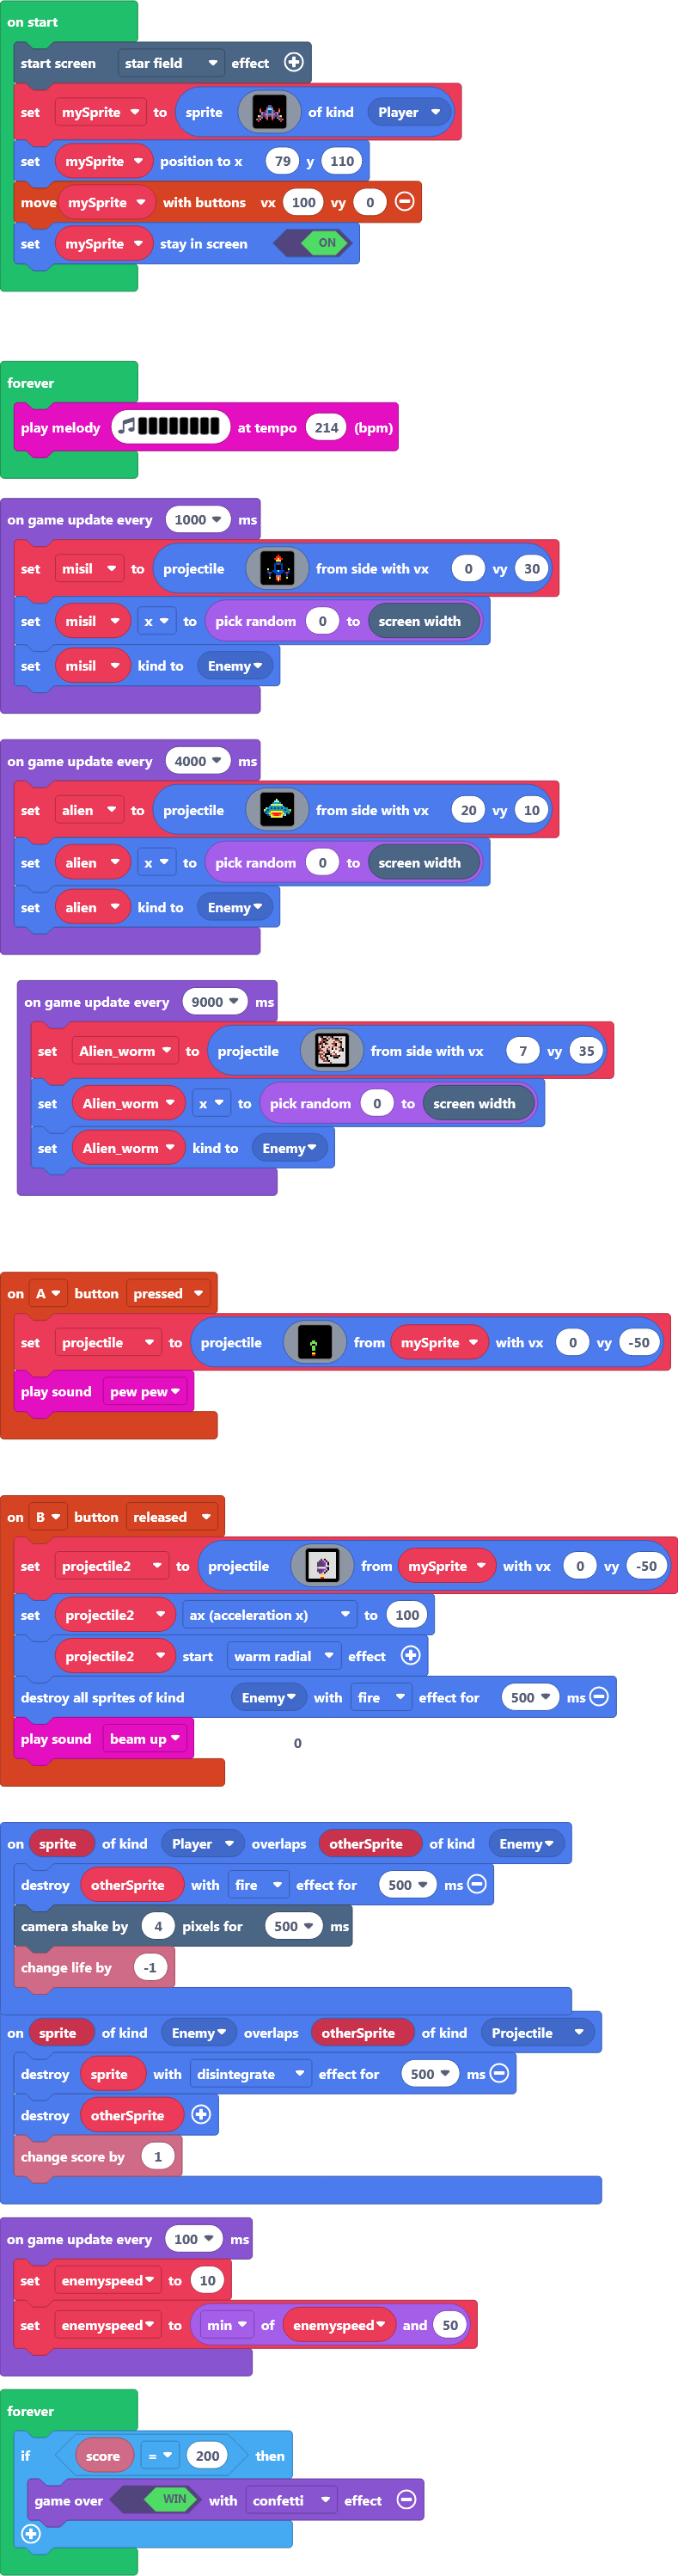 on start
start screen star field effect
set mySprite to sprite of kind Player
set mySprite position to x 79 y 110
move mySprite with buttons vx 100 vy 0
set mySprite stay in screen ON
forever
play melody at tempo 214 (bpm)
on game update every 1000 ms
set misil to projectile from side with vx 0 vy 30
set misil x to pick random 0 to screen width
set misil kind to Enemy
on game update every 4000 ms
set alien to projectile from side with vx 20 vy 10
set alien x to pick random 0 to screen width
set alien kind to Enemy
on game update every 9000 ms
set Alien_worm to projectile from side with vx 7 vy 35
set Alien_worm x to pick random 0 to screen width
set Alien_worm kind to Enemy
on A button pressed
set projectile to projectile from mySprite with vx 0 vy -50
play sound pew pew
on B button released
set projectile2 to projectile from mySprite with vx 0 vy -50
set projectile2 ax (acceleration x) to 100
projectile2 start warm radial effect
destroy all sprites of kind Enemy with fire effect for 500 ms
play sound beam up
0
on sprite of kind Player overlaps otherSprite of kind Enemy
destroy otherSprite with fire effect for 500 ms
camera shake by 4 pixels for 500 ms
change life by -1
on sprite of kind Enemy overlaps otherSprite of kind Projectile
destroy sprite with disintegrate effect for 500 ms
destroy otherSprite
change score by 1
on game update every 100 ms
set enemyspeed to 10
set enemyspeed to min of enemyspeed and 50
forever
if score = 200 then
game over WIN with confetti effect